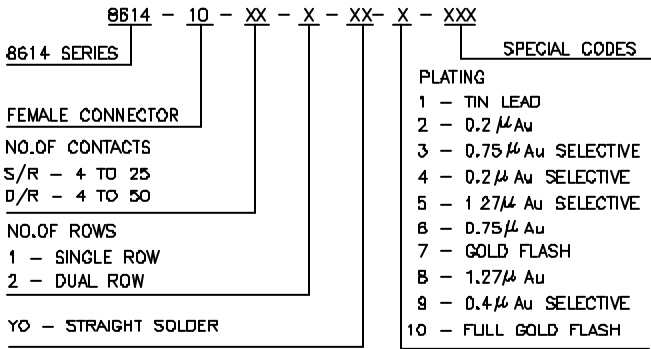 8614 - 10 - XX - X - XX- X - XXX
8614 SERIES
SPECIAL CODES
FEMALE CONNECTOR
NO.OF CONTACTS
S/R - 4 TO 25
D/R - 4 TO 50
NO.OF ROWS
1 - SINGLE ROW
2 - DUAL ROW
YO - STRAIGHT SOLDER
PLATING
1 - TIN LEAD
2 - 0.2μ Au
3 - 0.75μ Au SELECTIVE
4 - 0.2μ Au SELECTIVE
5 - 1 27μ Au SELECTIVE
6 - 0.75μ Au
7 - GOLD FLASH
8 - 1.27μ Au
9 - 0.4μ Au SELECTIVE
10 - FULL GOLD FLASH